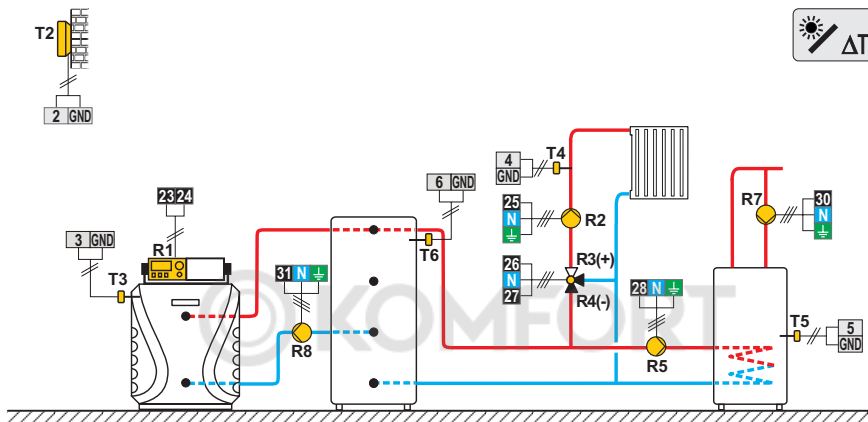 T2
2 GND
ΔT
23 24
3 GND
R1
T3
31 N
R8
6 GND
T6
4
GND
T4
25
N
R2
26
N
27
R3(+)
R4(-)
28 N
R5
R7
30
N
T5
5
GND
KOMFORT